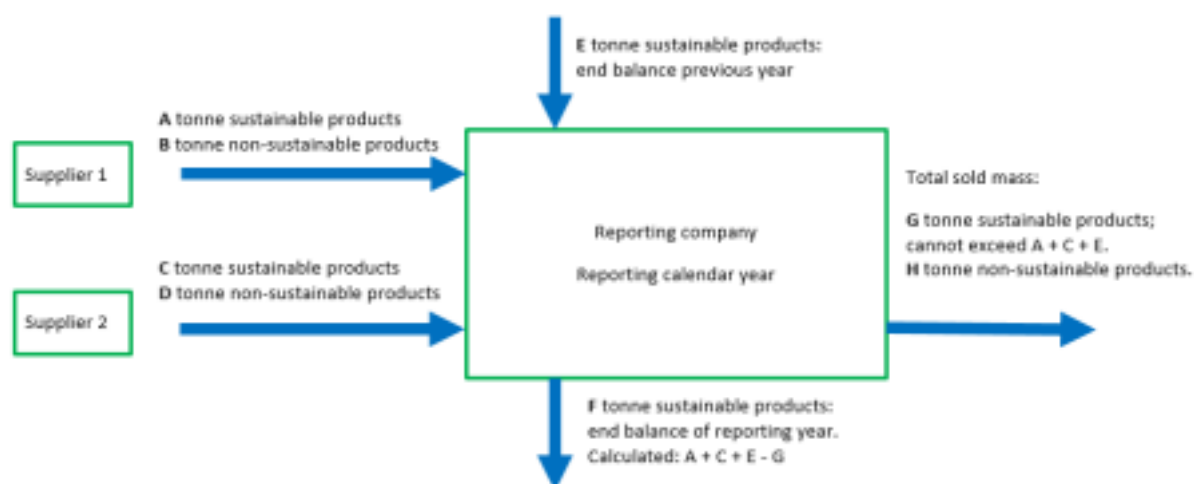 E tonne sustainable products:
end balance previous year
A tonne sustainable products
B tonne non-sustainable products
Supplier 1
Total sold mass:
G tonne sustainable products;
cannot exceed A + C + E.
H tonne non-sustainable products.
Reporting company
Reporting calendar year
C tonne sustainable products
D tonne non-sustainable products
Supplier 2
F tonne sustainable products:
end balance of reporting year.
Calculated: A + C + E - G